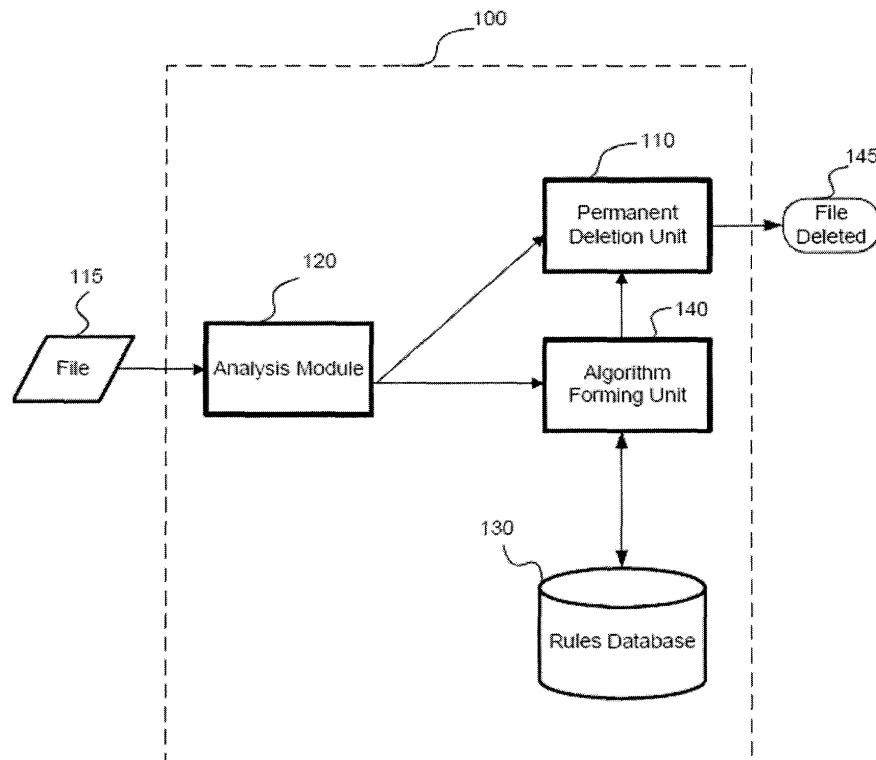 100
110
145
Permanent
Deletion Unit
File
Deleted
115
120
140
File
Analysis Module
Algorithm
Forming Unit
130
Rules Database